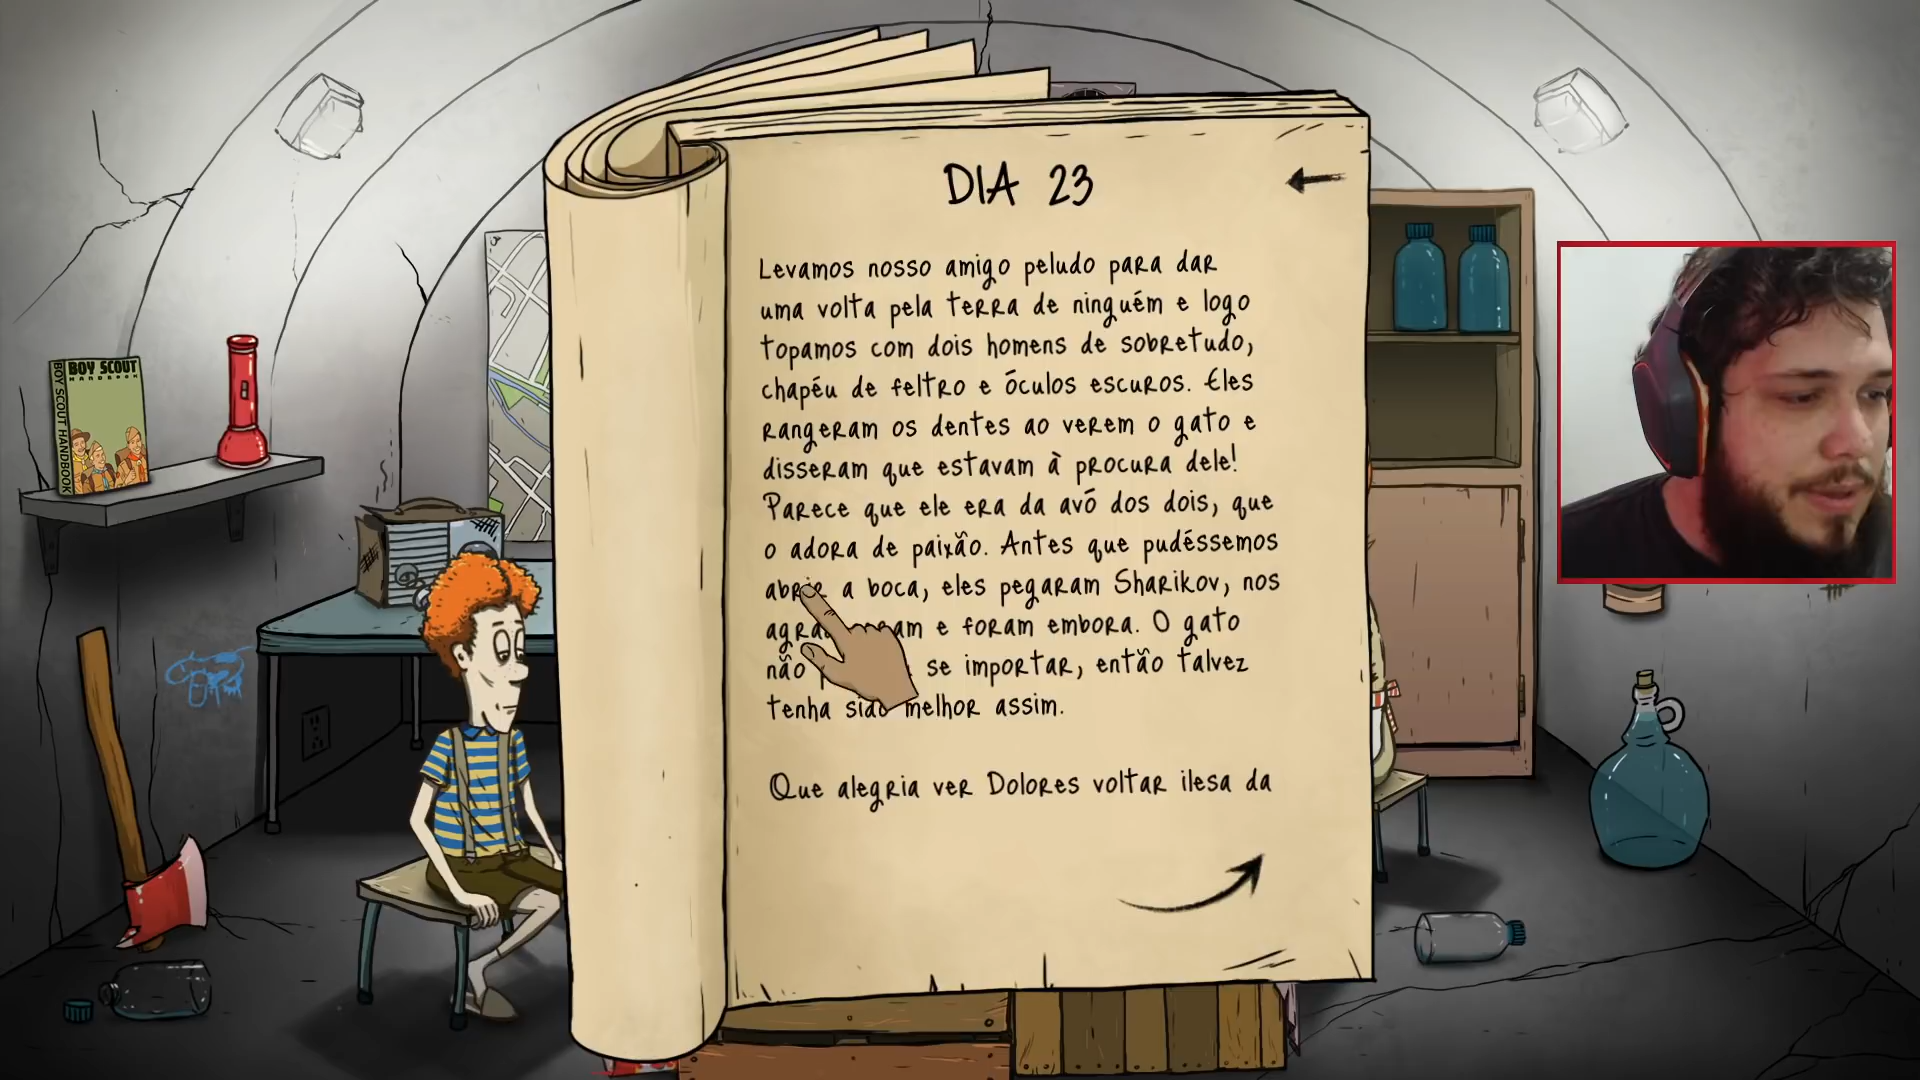 DIA 23
Levamos nosso amigo peludo para dar
uma volta pela terra de ninguém e logo
topamos com dois homens de sobretudo,
chapéu de feltro e óculos escuros. Eles
rangeram os dentes ao verem o gato e
disseram que estavam à procura dele!
Parece que ele era da avó dos dois, que
o adora de paixão. Antes que pudéssemos
abrir a boca, eles pegaram Sharikov, nos
e foram embora. O gato
não se importar, então talvez
tenha sido melhor assim.
Que alegria ver Dolores voltar ilesa da
BOY SCOUT
HANDBOOK
BOY SCOUT HANDBOOK